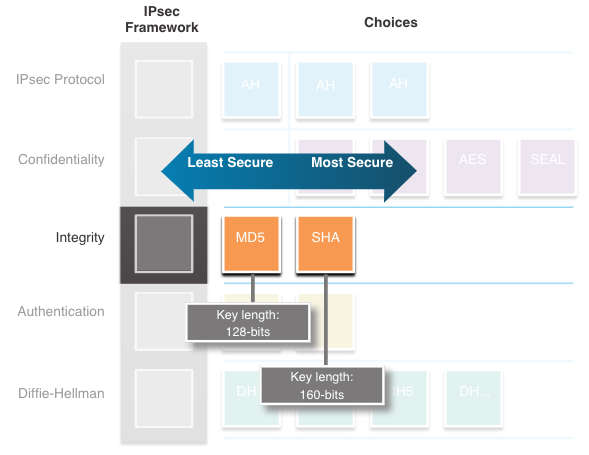 IPsec
Framework
Choices
IPsec Protocol
AH
AH
AH
Confidentiality
Least Secure
Most Secure
AES
SEAL
Integrity
MD5
SHA
Authentication
Key length:
128-bits
Key length:
160-bits
Diffie-Hellman
DH
DH5
DH...